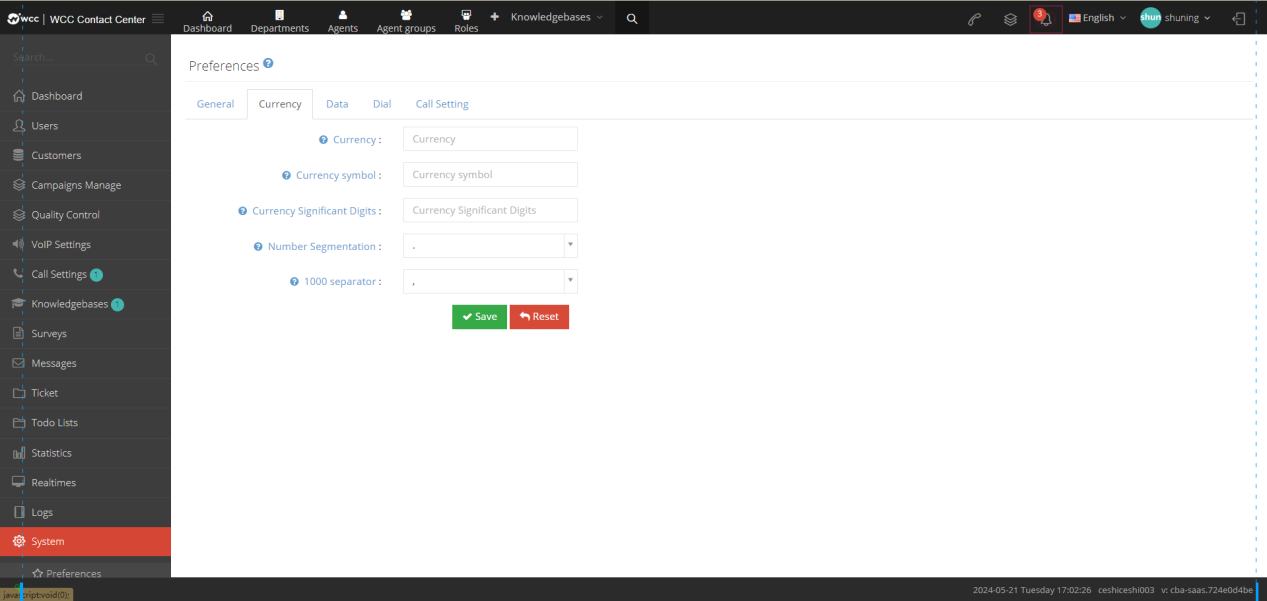 wcc | WCC Contact Center
Dashboard
Departments
Agents
Agent groups
Roles
Knowledgebases
3
English
shun shuning
Search...
Dashboard
Users
Customers
Campaigns Manage
Quality Control
VoIP Settings
Call Settings 1
Knowledgebases 1
Surveys
Messages
Ticket
Todo Lists
Statistics
Realtimes
Logs
System
Preferences
Preferences ?
General Currency Data Dial Call Setting
? Currency : Currency
? Currency symbol : Currency symbol
? Currency Significant Digits : Currency Significant Digits
? Number Segmentation : .
? 1000 separator : ,
Save Reset
javascript:void(0);
2024-05-21 Tuesday 17:02:26 ceshiceshi003 v: cba-saas.724e0d4be